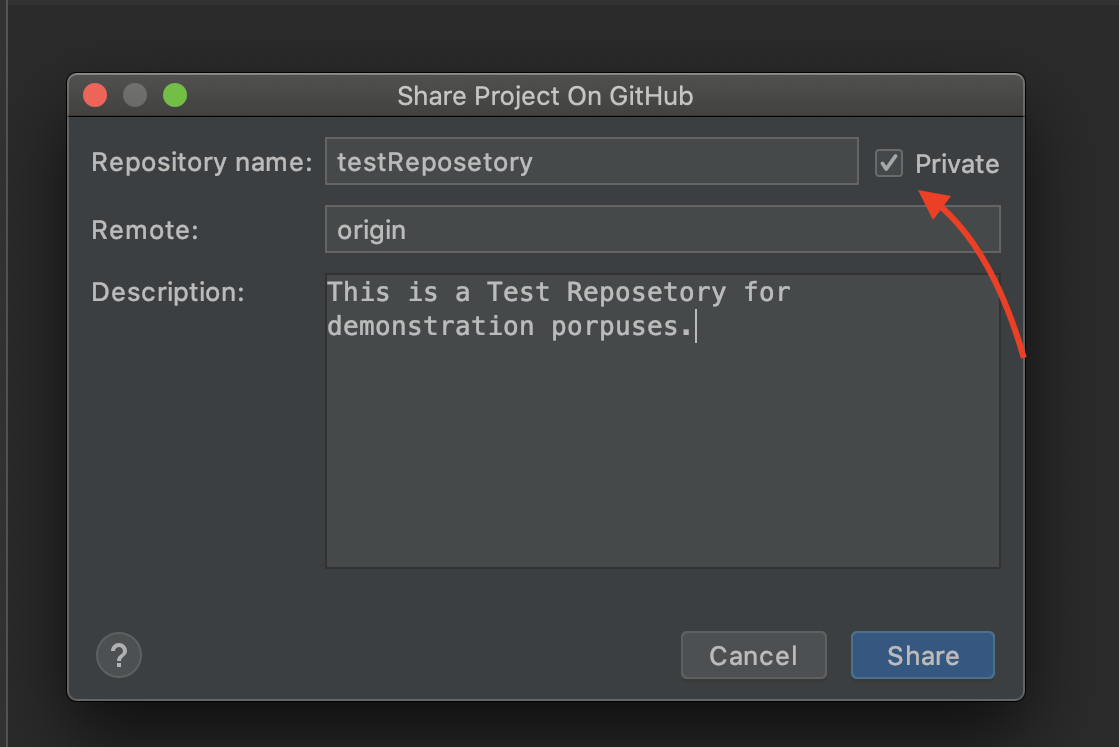 Share Project On GitHub
Repository name: testReposetory Private
Remote: origin
Description: This is a Test Reposetory for
demonstration porpuses.
? Cancel Share